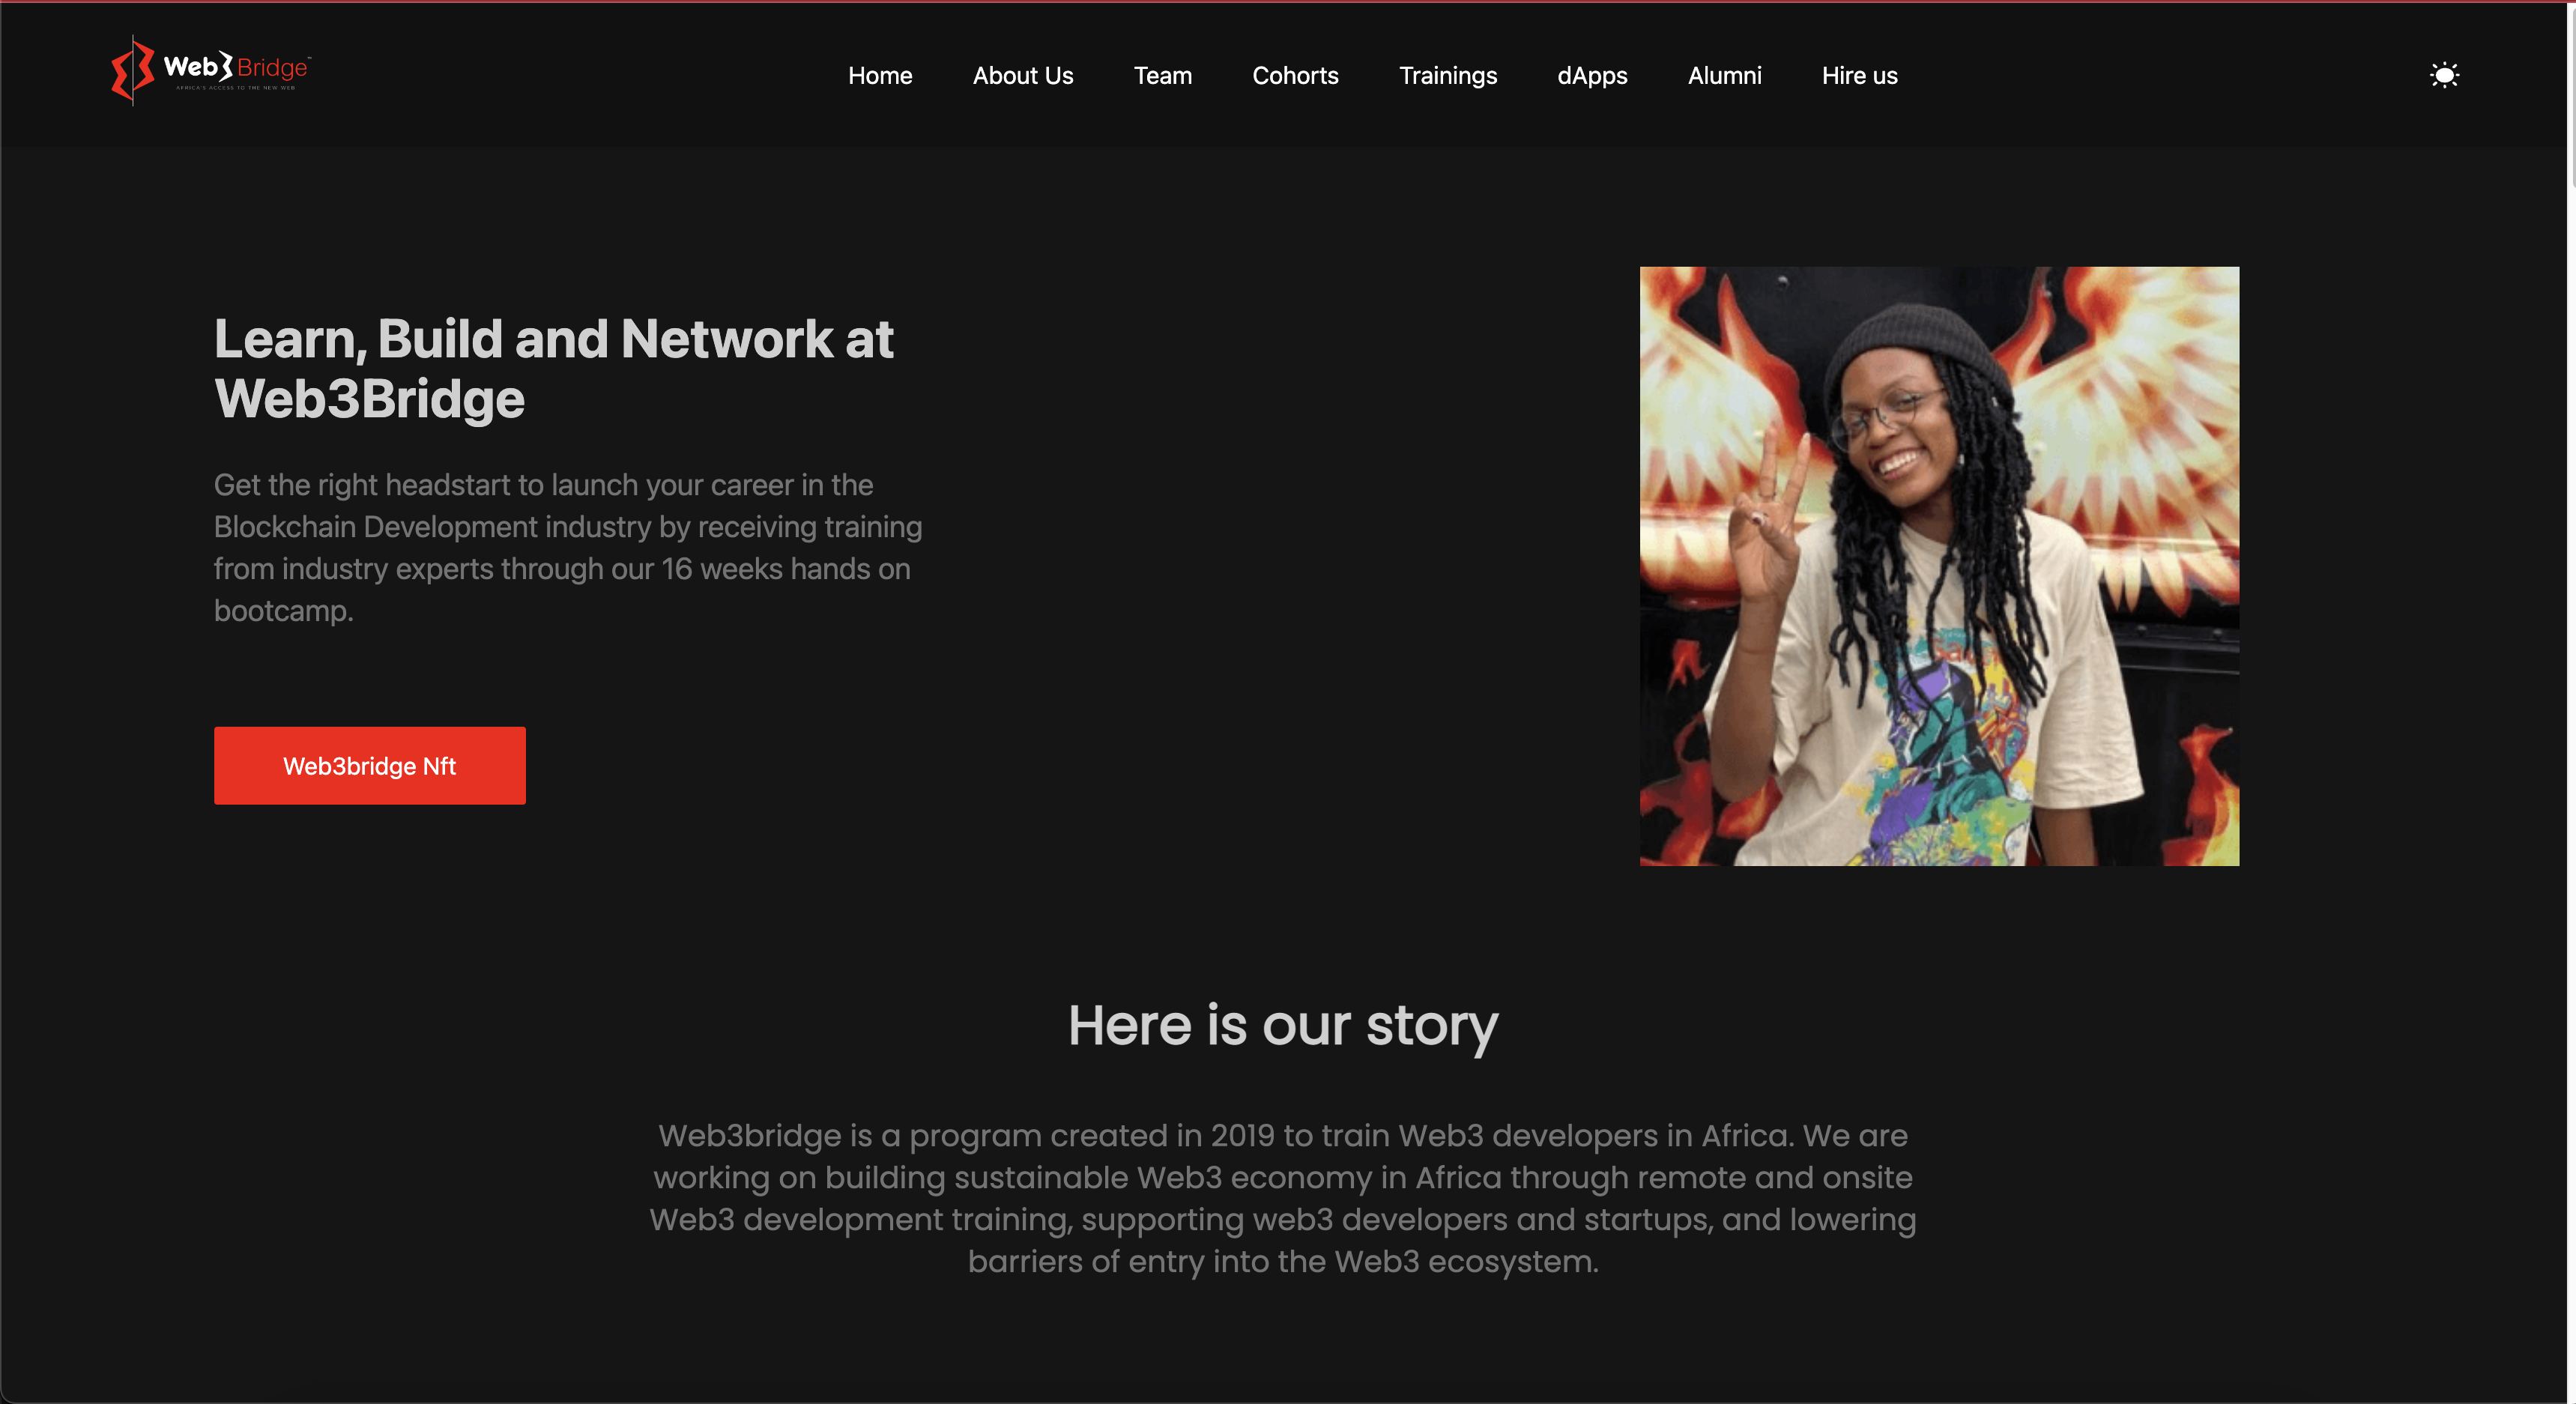 Web3Bridge™
AFRICA'S ACCESS TO THE NEW WEB
Home About Us Team Cohorts Trainings dApps Alumni Hire us
Learn, Build and Network at
Web3Bridge
Get the right headstart to launch your career in the
Blockchain Development industry by receiving training
from industry experts through our 16 weeks hands on
bootcamp.
Web3bridge Nft
Here is our story
Web3bridge is a program created in 2019 to train Web3 developers in Africa. We are
working on building sustainable Web3 economy in Africa through remote and onsite
Web3 development training, supporting web3 developers and startups, and lowering
barriers of entry into the Web3 ecosystem.